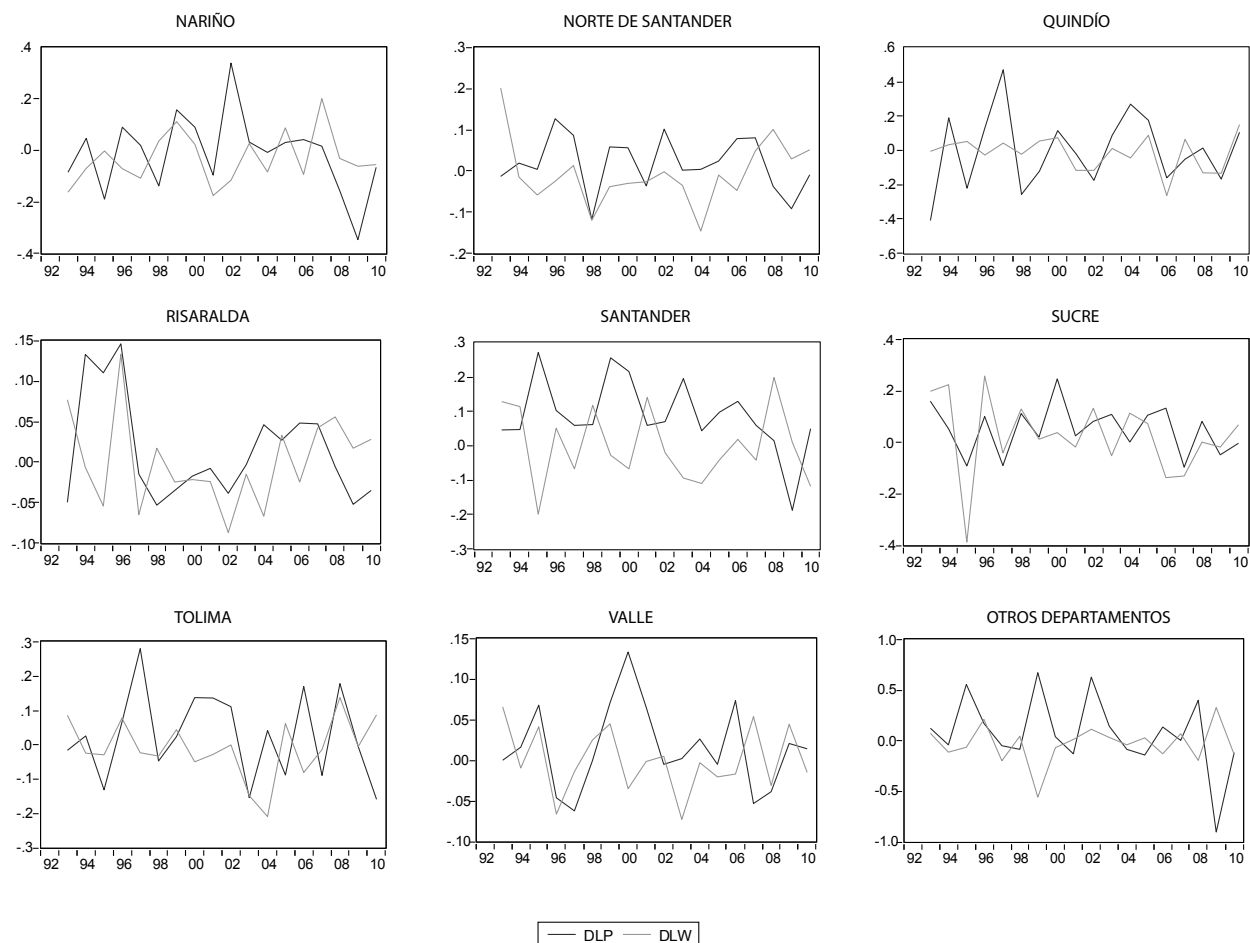 NARIÑO
.4
.2
.0
-.2
-.4
92 94 96 98 00 02 04 06 08 10
NORTE DE SANTANDER
.3
.2
.1
.0
-.1
-.2
92 94 96 98 00 02 04 06 08 10
QUINDÍO
.6
.4
.2
.0
-.2
-.4
-.6
92 94 96 98 00 02 04 06 08 10
RISARALDA
.15
.10
.05
.00
-.05
-.10
92 94 96 98 00 02 04 06 08 10
SANTANDER
.3
.2
.1
.0
-.1
-.2
-.3
92 94 96 98 00 02 04 06 08 10
SUCRE
.4
.2
.0
-.2
-.4
92 94 96 98 00 02 04 06 08 10
TOLIMA
.3
.2
.1
.0
-.1
-.2
-.3
92 94 96 98 00 02 04 06 08 10
VALLE
.15
.10
.05
.00
-.05
-.10
92 94 96 98 00 02 04 06 08 10
OTROS DEPARTAMENTOS
1.0
0.5
0.0
-0.5
-1.0
92 94 96 98 00 02 04 06 08 10
DLP DLW